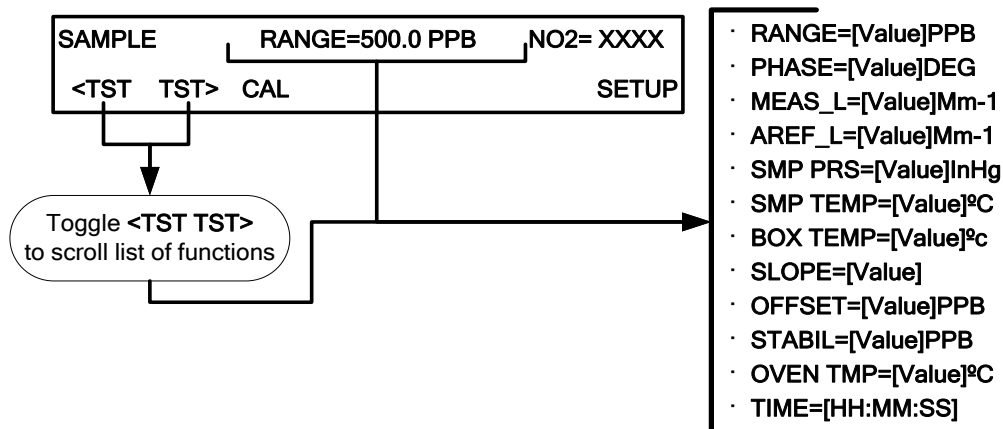 SAMPLE RANGE=500.0 PPB NO2= XXXX
<TST TST> CAL SETUP
Toggle <TST TST>
to scroll list of functions
· RANGE=[Value]PPB
· PHASE=[Value]DEG
· MEAS_L=[Value]Mm-1
· AREF_L=[Value]Mm-1
· SMP PRS=[Value]InHg
· SMP TEMP=[Value]ºC
· BOX TEMP=[Value]ºc
· SLOPE=[Value]
· OFFSET=[Value]PPB
· STABIL=[Value]PPB
· OVEN TMP=[Value]ºC
· TIME=[HH:MM:SS]